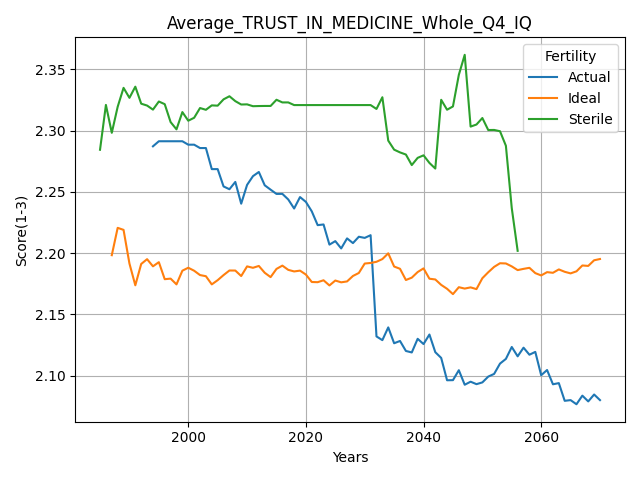 Average_TRUST_IN_MEDICINE_Whole_Q4_IQ
Fertility
Actual
Ideal
Sterile
Score(1-3)
2.35
2.30
2.25
2.20
2.15
2.10
2000
2020
2040
2060
Years